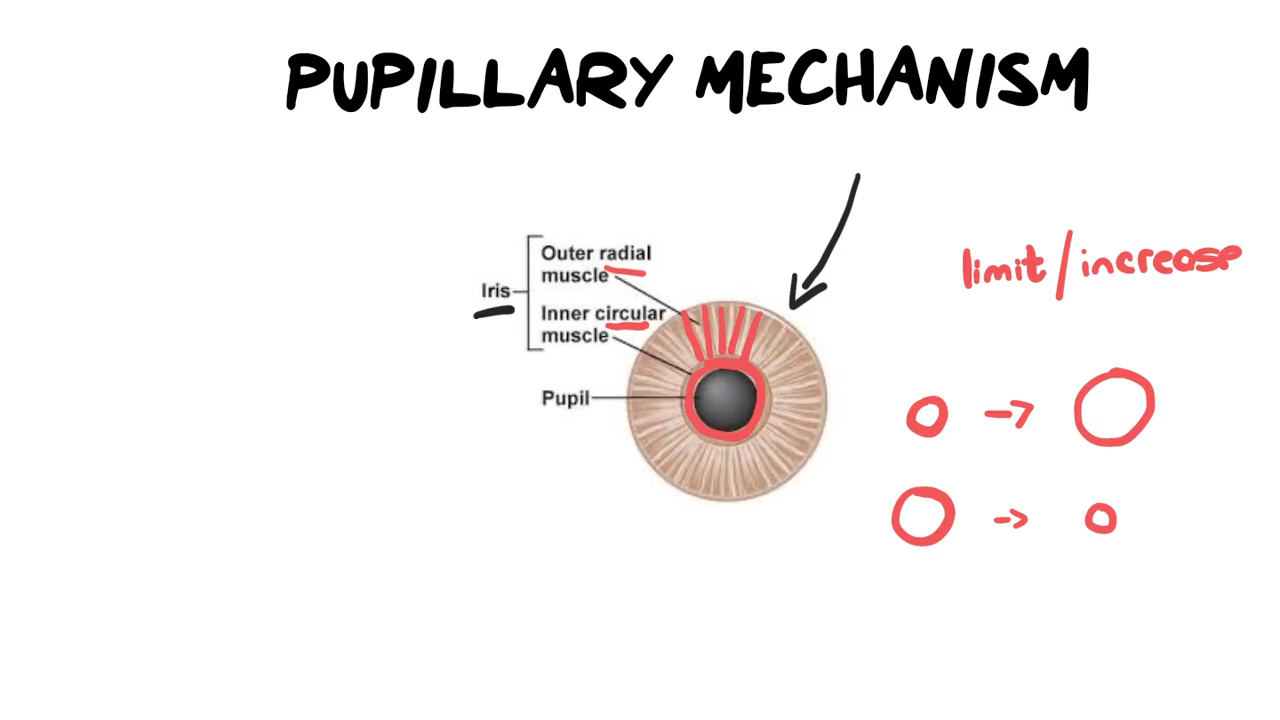 PUPILLARY MECHANISM
Outer radial
muscle
Iris
Inner circular
muscle
Pupil
limit/increase